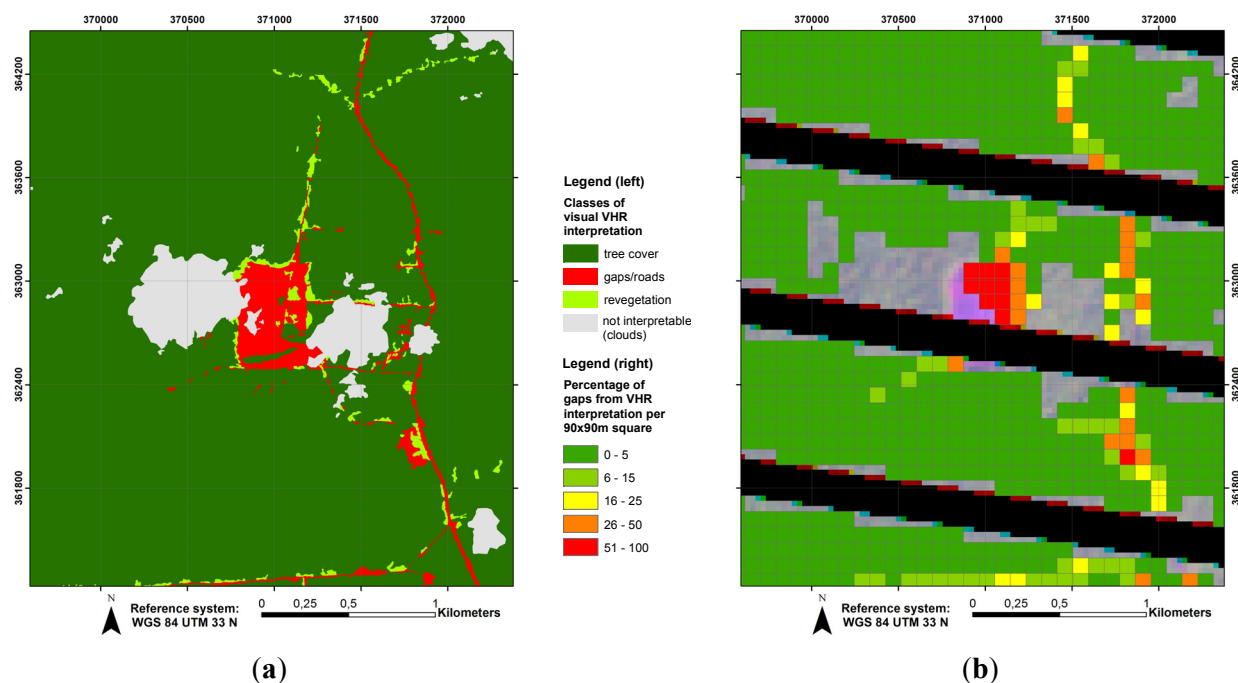 370000 370500 371000 371500 372000
364200
363600
363000
362400
361800
N
Reference system:
WGS 84 UTM 33 N
0 0,25 0,5 1
Kilometers
(a)
Legend (left)
Classes of
visual VHR
interpretation
tree cover
gaps/roads
revegetation
not interpretable
(clouds)
Legend (right)
Percentage of
gaps from VHR
interpretation per
90x90m square
0 - 5
6 - 15
16 - 25
26 - 50
51 - 100
370000 370500 371000 371500 372000
364200
363600
363000
362400
361800
N
Reference system:
WGS 84 UTM 33 N
0 0,25 0,5 1
Kilometers
(b)